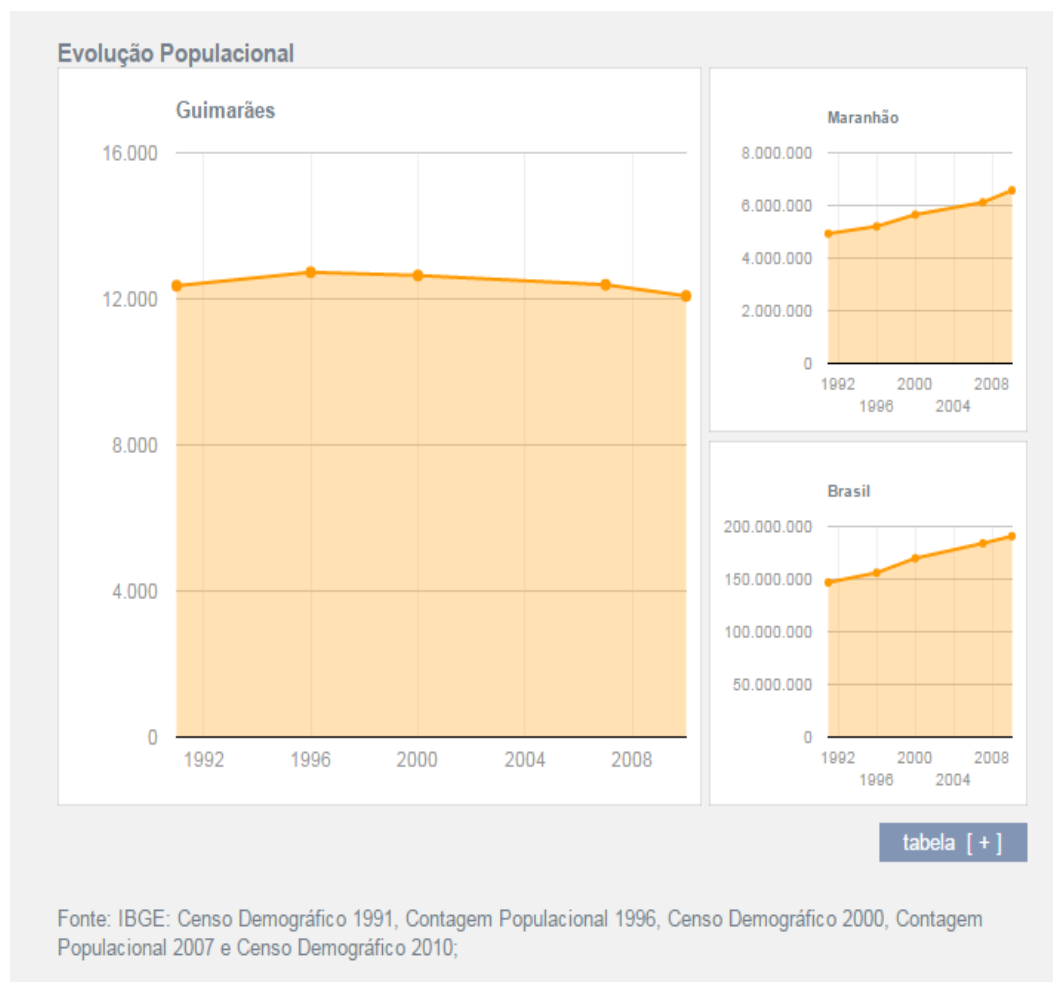 Evolução Populacional
Guimarães
16.000
12.000
8.000
4.000
0
1992 1996 2000 2004 2008
Maranhão
8.000.000
6.000.000
4.000.000
2.000.000
0
1992 2000 2008
1996 2004
Brasil
200.000.000
150.000.000
100.000.000
50.000.000
0
1992 2000 2008
1996 2004
tabela [ + ]
Fonte: IBGE: Censo Demográfico 1991, Contagem Populacional 1996, Censo Demográfico 2000, Contagem
Populacional 2007 e Censo Demográfico 2010;